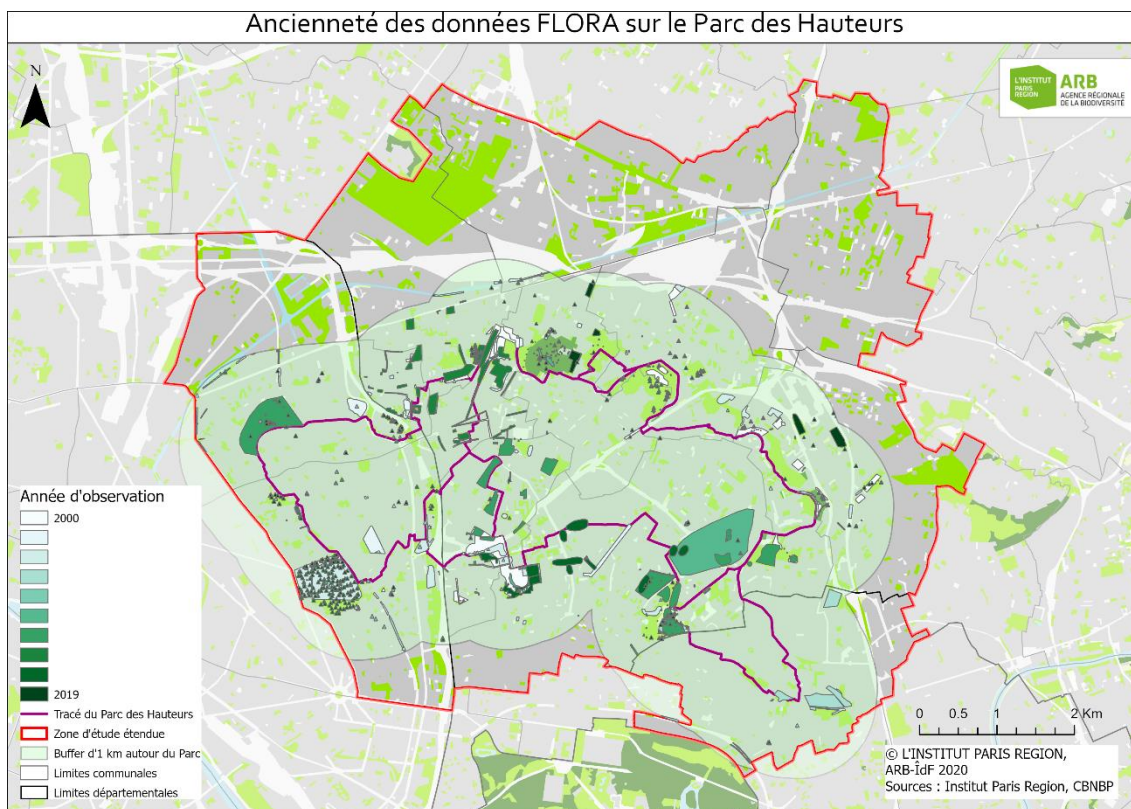 Ancienneté des données FLORA sur le Parc des Hauteurs
N
L'INSTITUT
PARIS
REGION
ARB
AGENCE RÉGIONALE
DE LA BIODIVERSITÉ
Année d'observation
2000
2019
Tracé du Parc des Hauteurs
Zone d'étude étendue
Buffer d'1 km autour du Parc
Limites communales
Limites départementales
0 0.5 1 2 Km
© L'INSTITUT PARIS REGION,
ARB-ÎdF 2020
Sources : Institut Paris Region, CBNBP